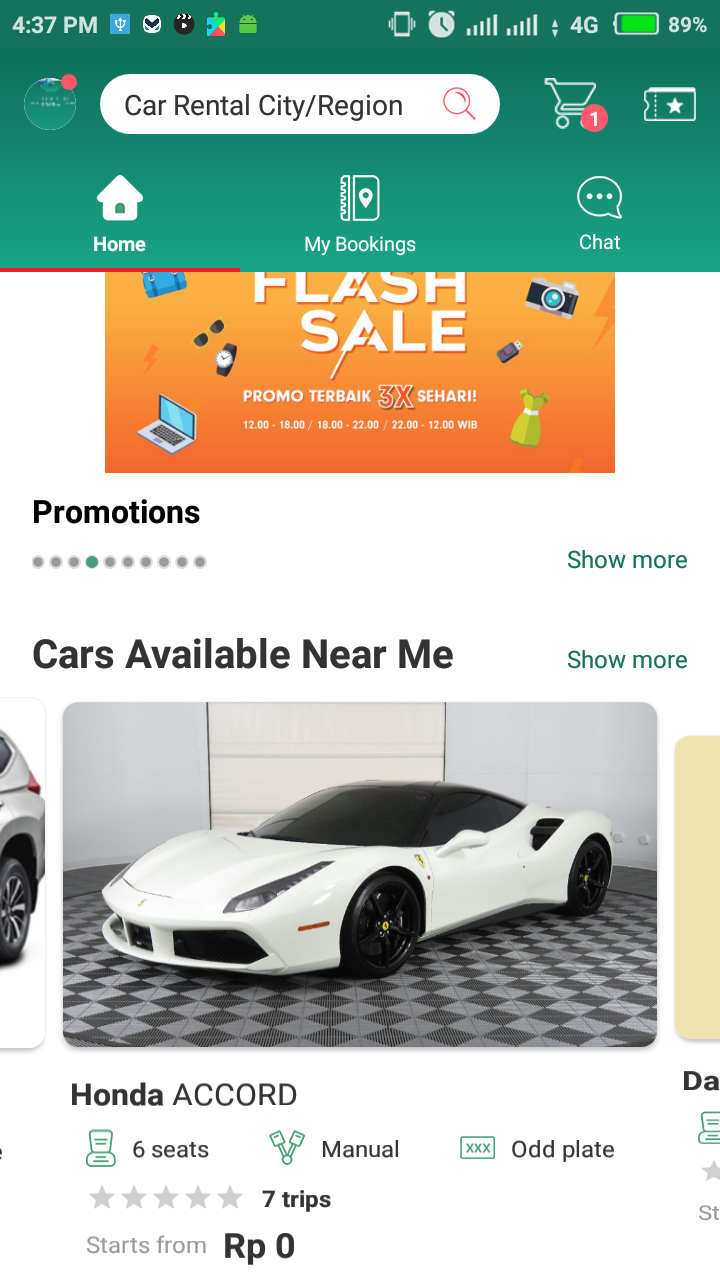 4:37 PM
4G
89%
Car Rental City/Region
1
Home
My Bookings
Chat
FLASH
SALE
PROMO TERBAIK 3X SEHARI!
12.00 - 18.00 / 18.00 - 22.00 / 22.00 - 12.00 WIB
Promotions
Show more
Cars Available Near Me
Show more
Honda ACCORD
Da
6 seats
Manual
XXX
Odd plate
e
7 trips
Starts from Rp 0
St